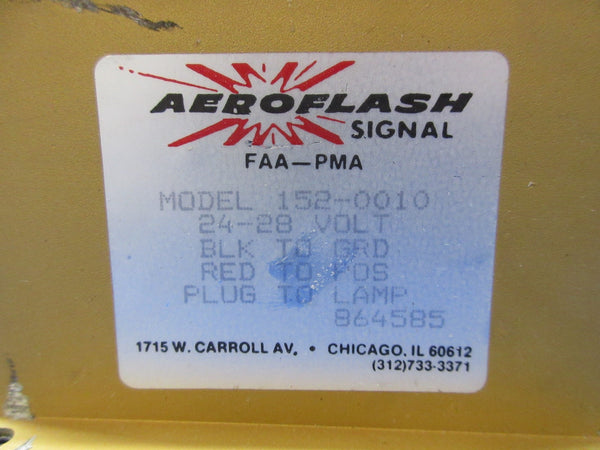 AEROFLASH
SIGNAL
FAA—PMA
MODEL 152-0010
24-28 VOLT
BLK TO GRD
RED TO POS
PLUG TO LAMP
864585
1715 W. CARROLL AV. • CHICAGO, IL 60612
(312)733-3371